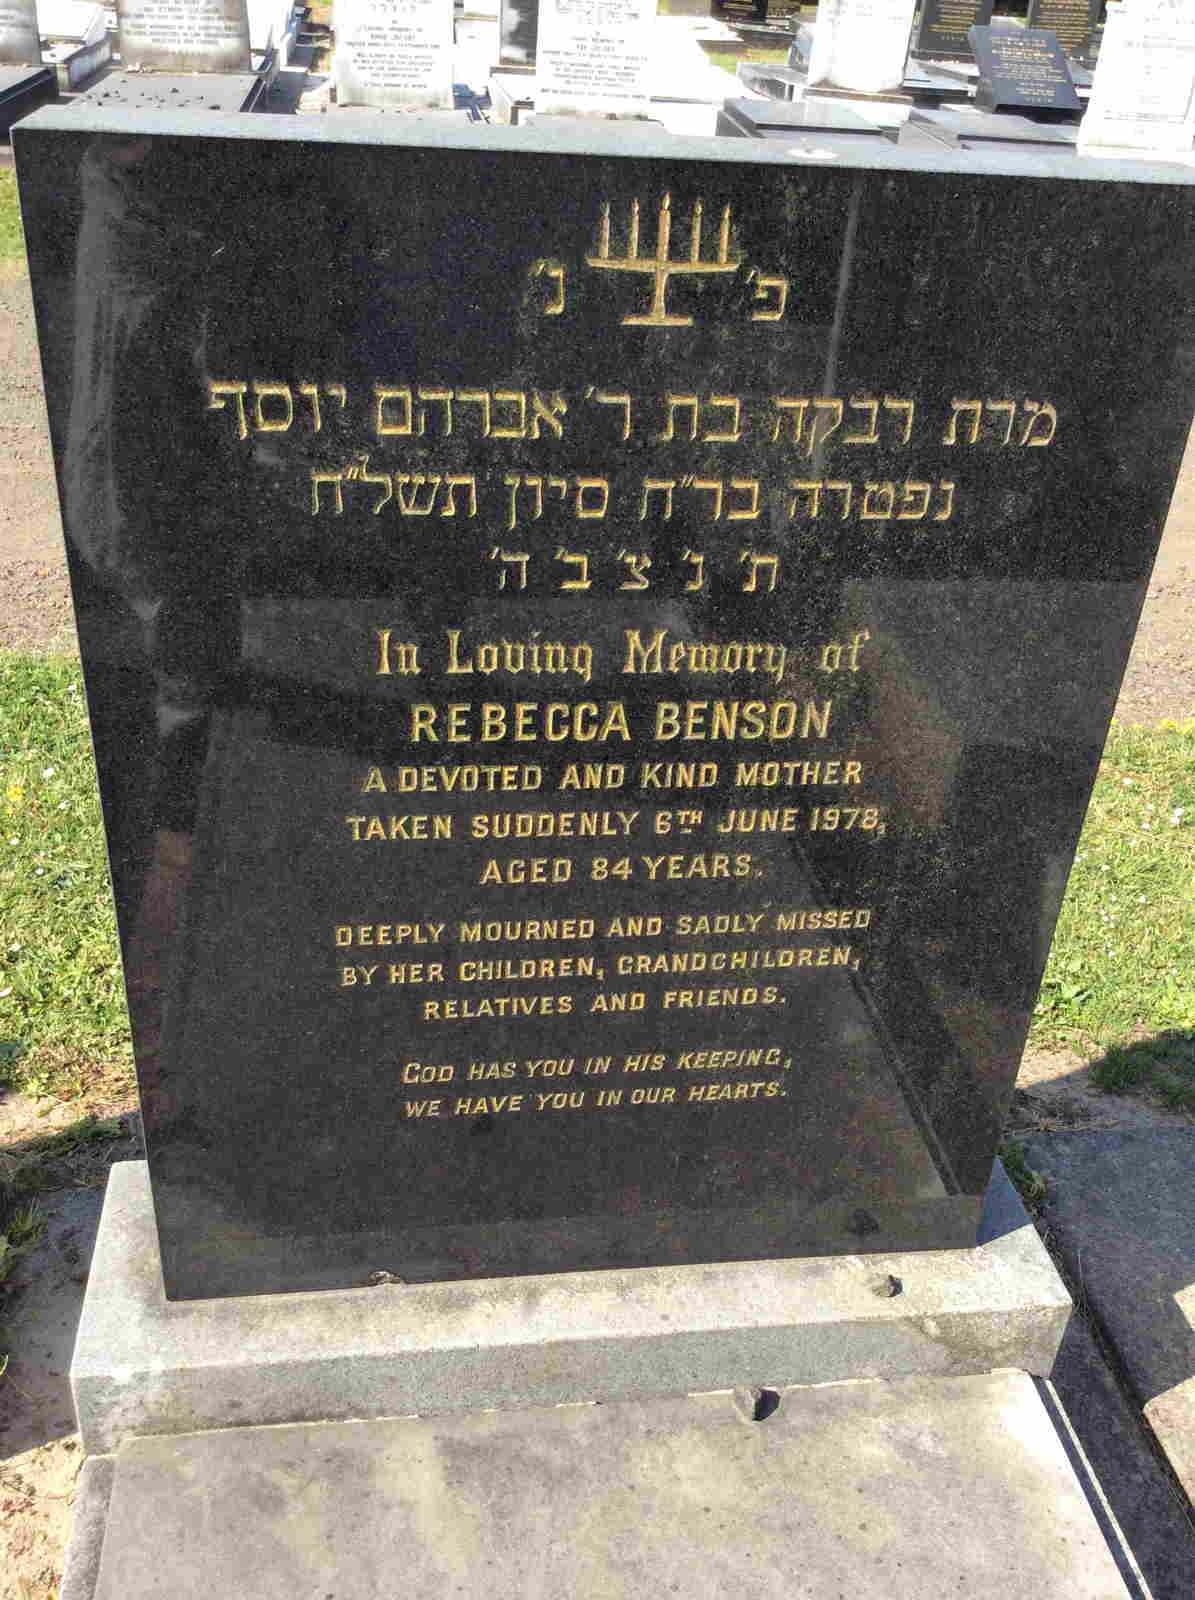 פ' נ'
מרת רבקה בת ר' אברהם יוסף
נפטרה בר"ח סיון תשל"ח
ת' נ' צ' ב' ה'
In Loving Memory of
REBECCA BENSON
A DEVOTED AND KIND MOTHER
TAKEN SUDDENLY 6TH JUNE 1978,
AGED 84 YEARS.
DEEPLY MOURNED AND SADLY MISSED
BY HER CHILDREN, GRANDCHILDREN,
RELATIVES AND FRIENDS.
GOD HAS YOU IN HIS KEEPING,
WE HAVE YOU IN OUR HEARTS.